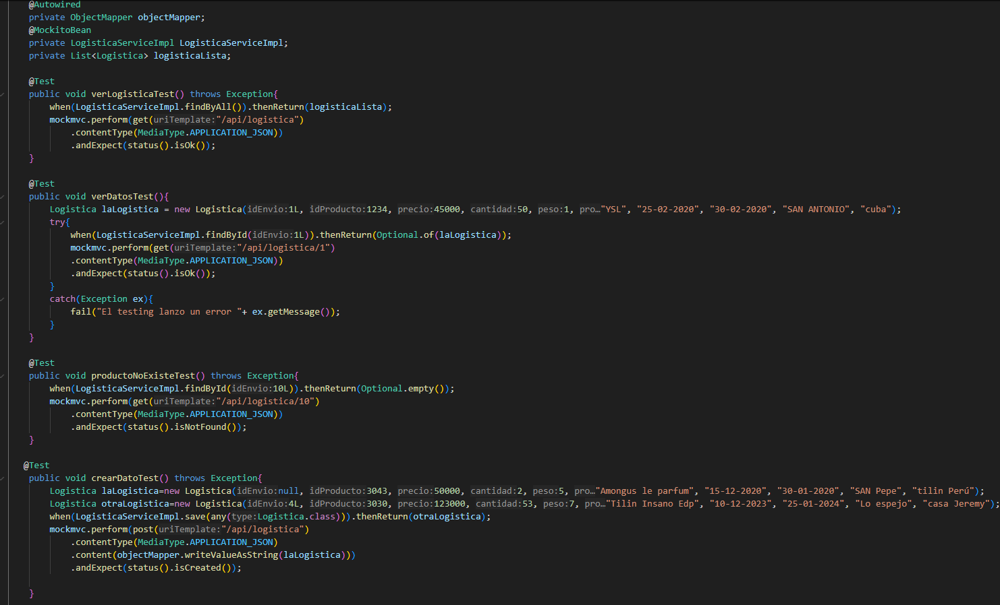 @Autowired
private ObjectMapper objectMapper;
@MockitoBean
private LogisticaServiceImpl LogisticaServiceImpl;
private List<Logistica> logisticaLista;
@Test
public void verLogisticaTest() throws Exception{
when(LogisticaServiceImpl.findByAll()).thenReturn(logisticaLista);
mockmvc.perform(get(uriTemplate:"/api/logistica")
.contentType(MediaType.APPLICATION_JSON))
.andExpect(status().isOk());
}
@Test
public void verDatosTest(){
Logistica laLogistica = new Logistica(idEnvio:1L, idProducto:1234, precio:45000, cantidad:50, peso:1, pro…"YSL", "25-02-2020", "30-02-2020", "SAN ANTONIO", "cuba");
try{
when(LogisticaServiceImpl.findById(idEnvio:1L)).thenReturn(Optional.of(laLogistica));
mockmvc.perform(get(uriTemplate:"/api/logistica/1")
.contentType(MediaType.APPLICATION_JSON))
.andExpect(status().isOk());
}
catch(Exception ex){
fail("El testing lanzo un error "+ ex.getMessage());
}
}
@Test
public void productoNoExisteTest() throws Exception{
when(LogisticaServiceImpl.findById(idEnvio:10L)).thenReturn(Optional.empty());
mockmvc.perform(get(uriTemplate:"/api/logistica/10")
.contentType(MediaType.APPLICATION_JSON))
.andExpect(status().isNotFound());
}
@Test
public void crearDatoTest() throws Exception{
Logistica laLogistica=new Logistica(idEnvio:null, idProducto:3043, precio:50000, cantidad:2, peso:5, pro…"Amongus le parfum", "15-12-2020", "30-01-2020", "SAN Pepe", "tilin Perú");
Logistica otraLogistica=new Logistica(idEnvio:4L, idProducto:3030, precio:123000, cantidad:53, peso:7, pro…"Tilin Insano Edp", "10-12-2023", "25-01-2024", "Lo espejo", "casa Jeremy");
when(LogisticaServiceImpl.save(any(type:Logistica.class))).thenReturn(otraLogistica);
mockmvc.perform(post(uriTemplate:"/api/logistica")
.contentType(MediaType.APPLICATION_JSON)
.content(objectMapper.writeValueAsString(laLogistica)))
.andExpect(status().isCreated());
}